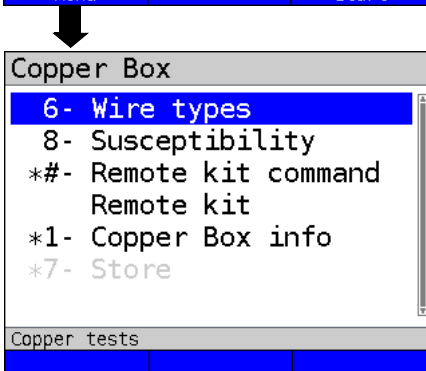 Copper Box
6- Wire types
8- Susceptibility
*#- Remote kit command
Remote kit
*1- Copper Box info
*7- Store
Copper tests